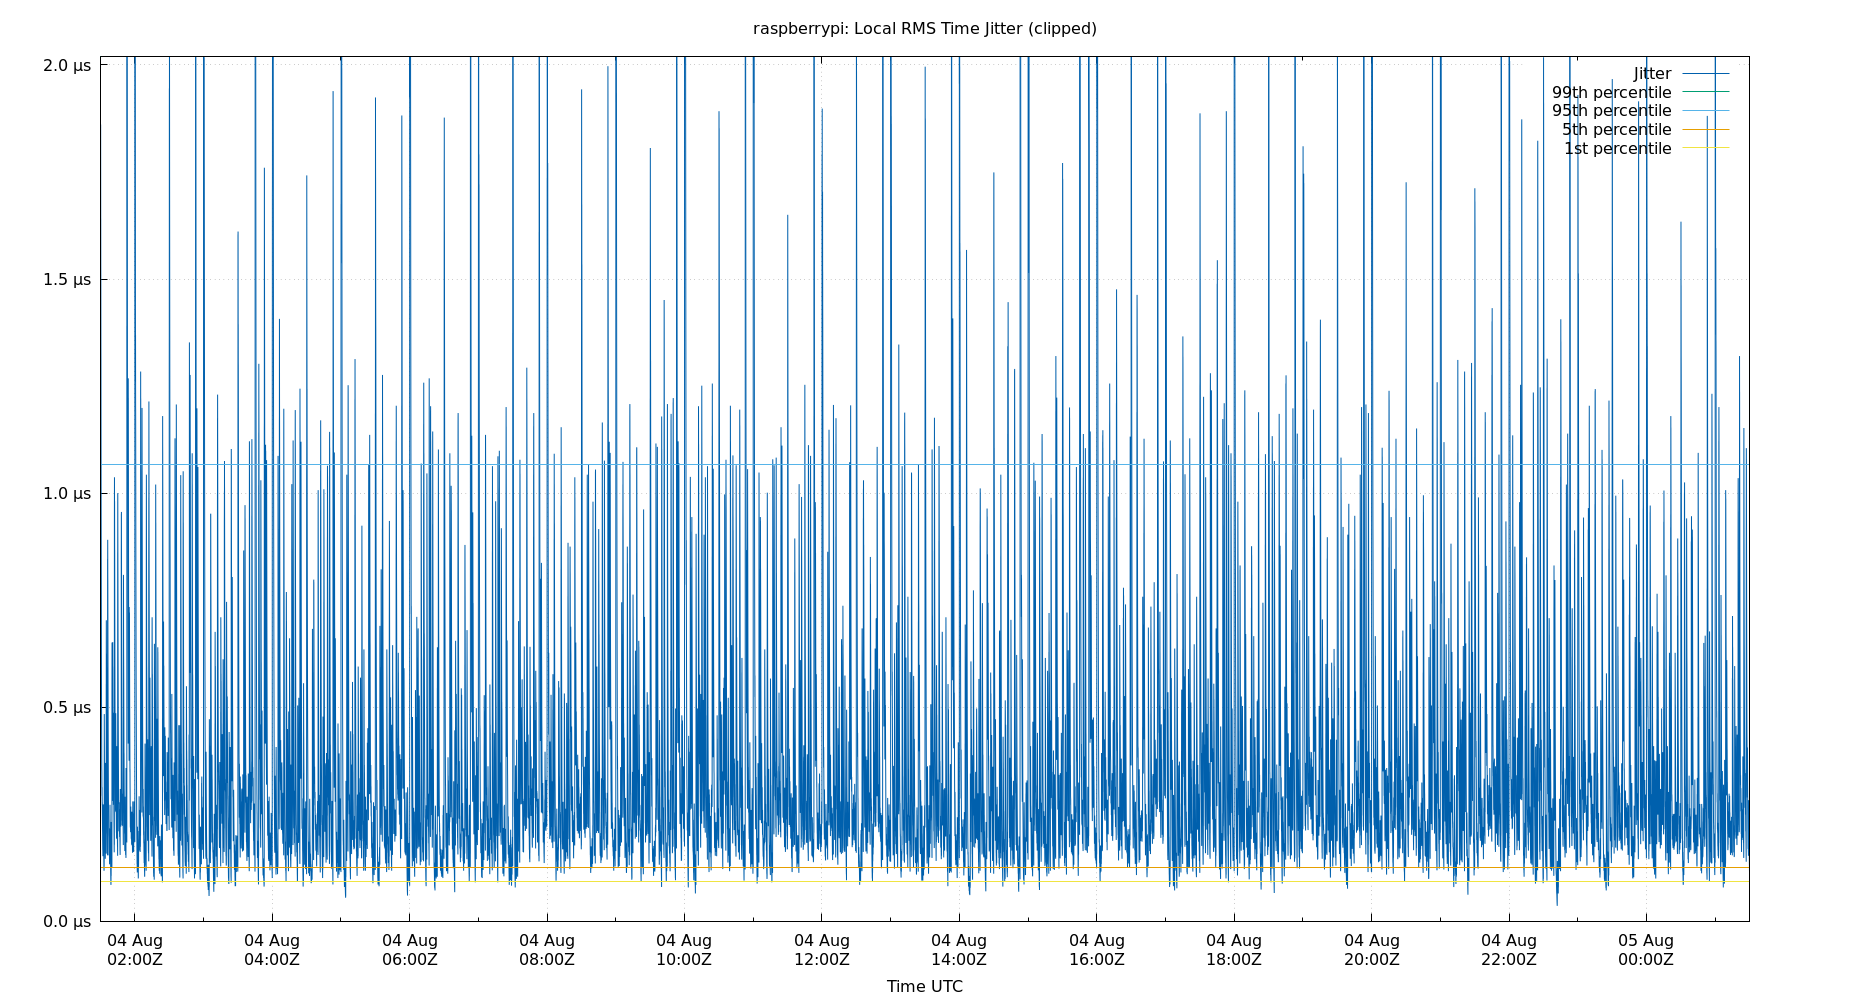 raspberrypi: Local RMS Time Jitter (clipped)
2.0 µs
1.5 µs
1.0 µs
0.5 µs
0.0 µs
Jitter
99th percentile
95th percentile
5th percentile
1st percentile
04 Aug 04 Aug 04 Aug 04 Aug 04 Aug 04 Aug 04 Aug 04 Aug 04 Aug 04 Aug 04 Aug 05 Aug
02:00Z 04:00Z 06:00Z 08:00Z 10:00Z 12:00Z 14:00Z 16:00Z 18:00Z 20:00Z 22:00Z 00:00Z
Time UTC